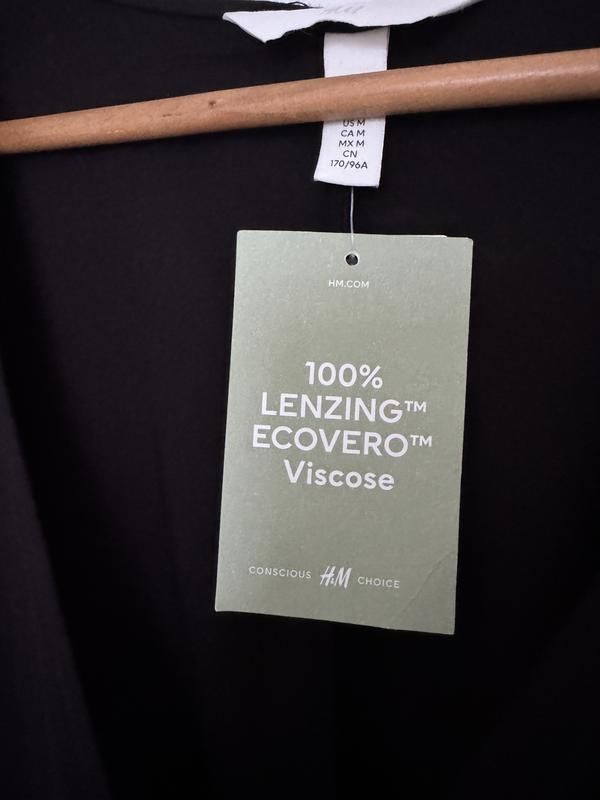 H&M
US M
CA M
MX M
CN
170/96A
HM.COM
100%
LENZING™
ECOVERO™
Viscose
CONSCIOUS H&M CHOICE